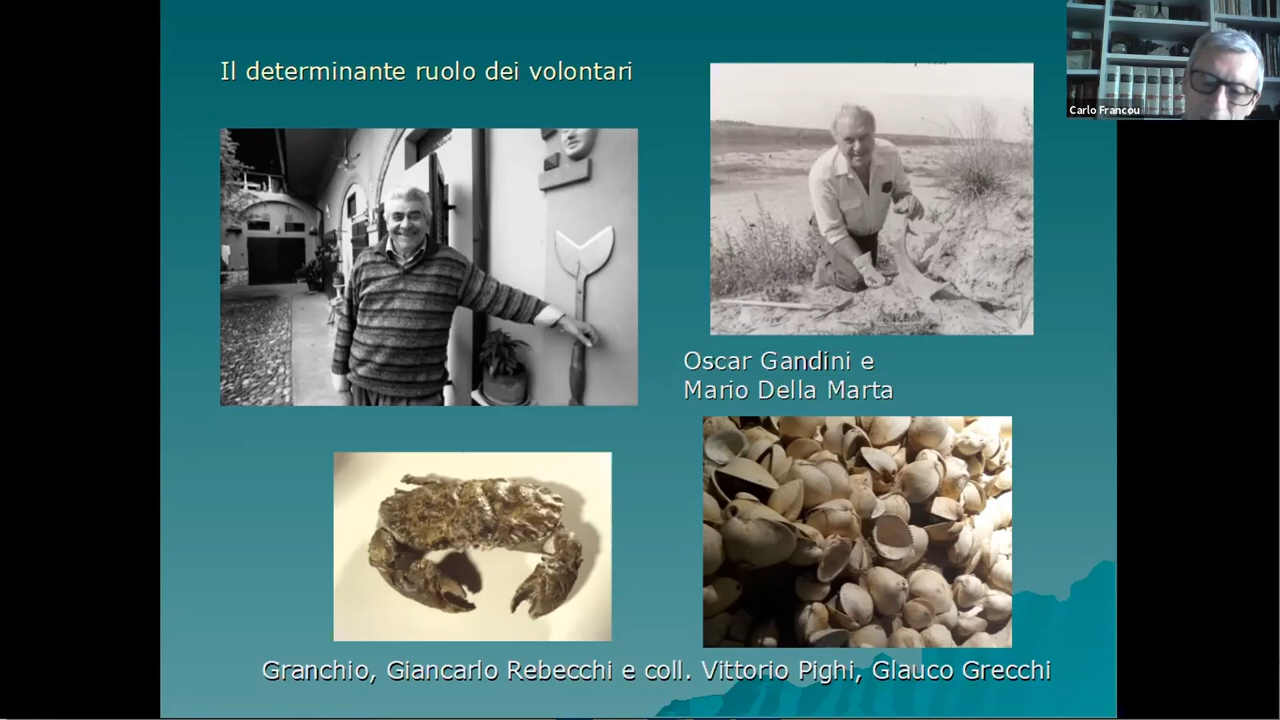 Il determinante ruolo dei volontari
Carlo Francou
Oscar Gandini e
Mario Della Marta
Granchio, Giancarlo Rebecchi e coll. Vittorio Pighi, Glauco Grecchi